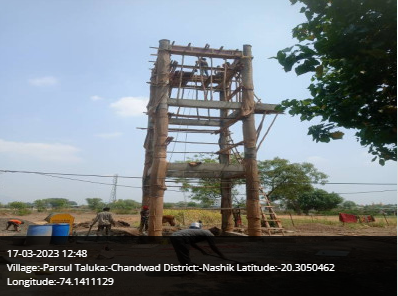 17-03-2023 12:48
Village:-Parsul Taluka:-Chandwad District:-Nashik Latitude:-20.3050462
Longitude:-74.1411129